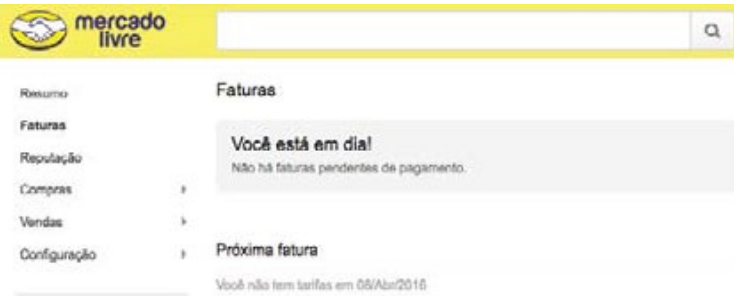 mercado
livre
Resumo
Faturas
Reputação
Compras
Vendas
Configuração
Faturas
Você está em dia!
Não há faturas pendentes de pagamento.
Próxima fatura
Você não tem tarifas em 08/Abr/2016